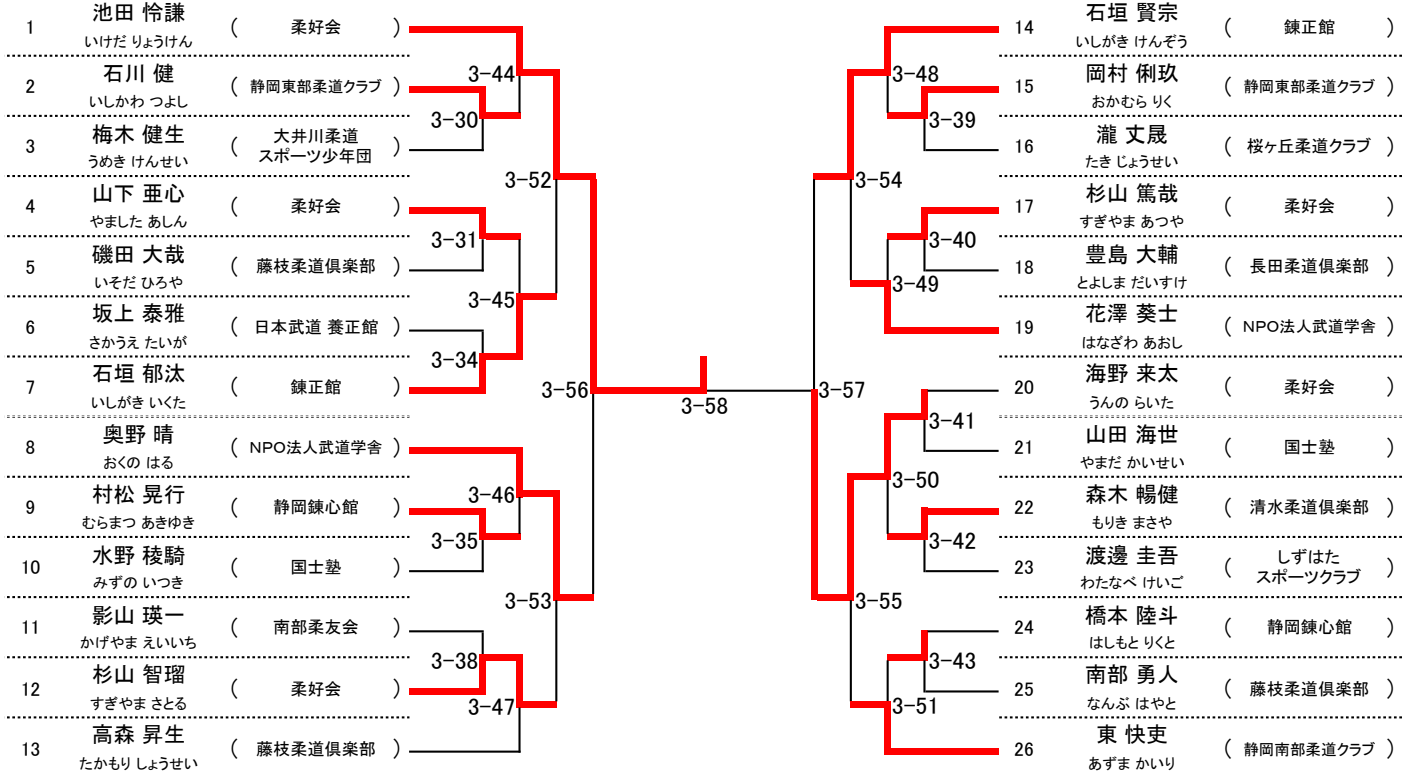 1 池田 怜謙 ( 柔好会 )
いけだ りょうけん
2 石川 健 ( 静岡東部柔道クラブ )
いしかわ つよし
3 梅木 健生 ( 大井川柔道 スポーツ少年団 )
うめき けんせい
4 山下 亜心 ( 柔好会 )
やました あしん
5 磯田 大哉 ( 藤枝柔道倶楽部 )
いそだ ひろや
6 坂上 泰雅 ( 日本武道 養正館 )
さかうえ たいが
7 石垣 郁汰 ( 錬正館 )
いしがき いくた
8 奥野 晴 ( NPO法人武道学舎 )
おくの はる
9 村松 晃行 ( 静岡錬心館 )
むらまつ あきゆき
10 水野 稜騎 ( 国士塾 )
みずの いつき
11 影山 瑛一 ( 南部柔友会 )
かげやま えいいち
12 杉山 智瑠 ( 柔好会 )
すぎやま さとる
13 高森 昇生 ( 藤枝柔道倶楽部 )
たかもり しょうせい
3-44
3-30
3-52
3-31
3-45
3-34
3-56
3-46
3-35
3-53
3-38
3-47
3-58
3-48
3-39
3-54
3-40
3-49
3-57
3-41
3-50
3-42
3-55
3-43
3-51
14 石垣 賢宗 ( 錬正館 )
いしがき けんぞう
15 岡村 俐玖 ( 静岡東部柔道クラブ )
おかむら りく
16 瀧 丈晟 ( 桜ヶ丘柔道クラブ )
たき じょうせい
17 杉山 篤哉 ( 柔好会 )
すぎやま あつや
18 豊島 大輔 ( 長田柔道倶楽部 )
とよしま だいすけ
19 花澤 葵士 ( NPO法人武道学舎 )
はなざわ あおし
20 海野 来太 ( 柔好会 )
うんの らいた
21 山田 海世 ( 国士塾 )
やまだ かいせい
22 森木 暢健 ( 清水柔道倶楽部 )
もりき まさや
23 渡邊 圭吾 ( しずはた スポーツクラブ )
わたなべ けいご
24 橋本 陸斗 ( 静岡錬心館 )
はしもと りくと
25 南部 勇人 ( 藤枝柔道倶楽部 )
なんぶ はやと
26 東 快吏 ( 静岡南部柔道クラブ )
あずま かいり